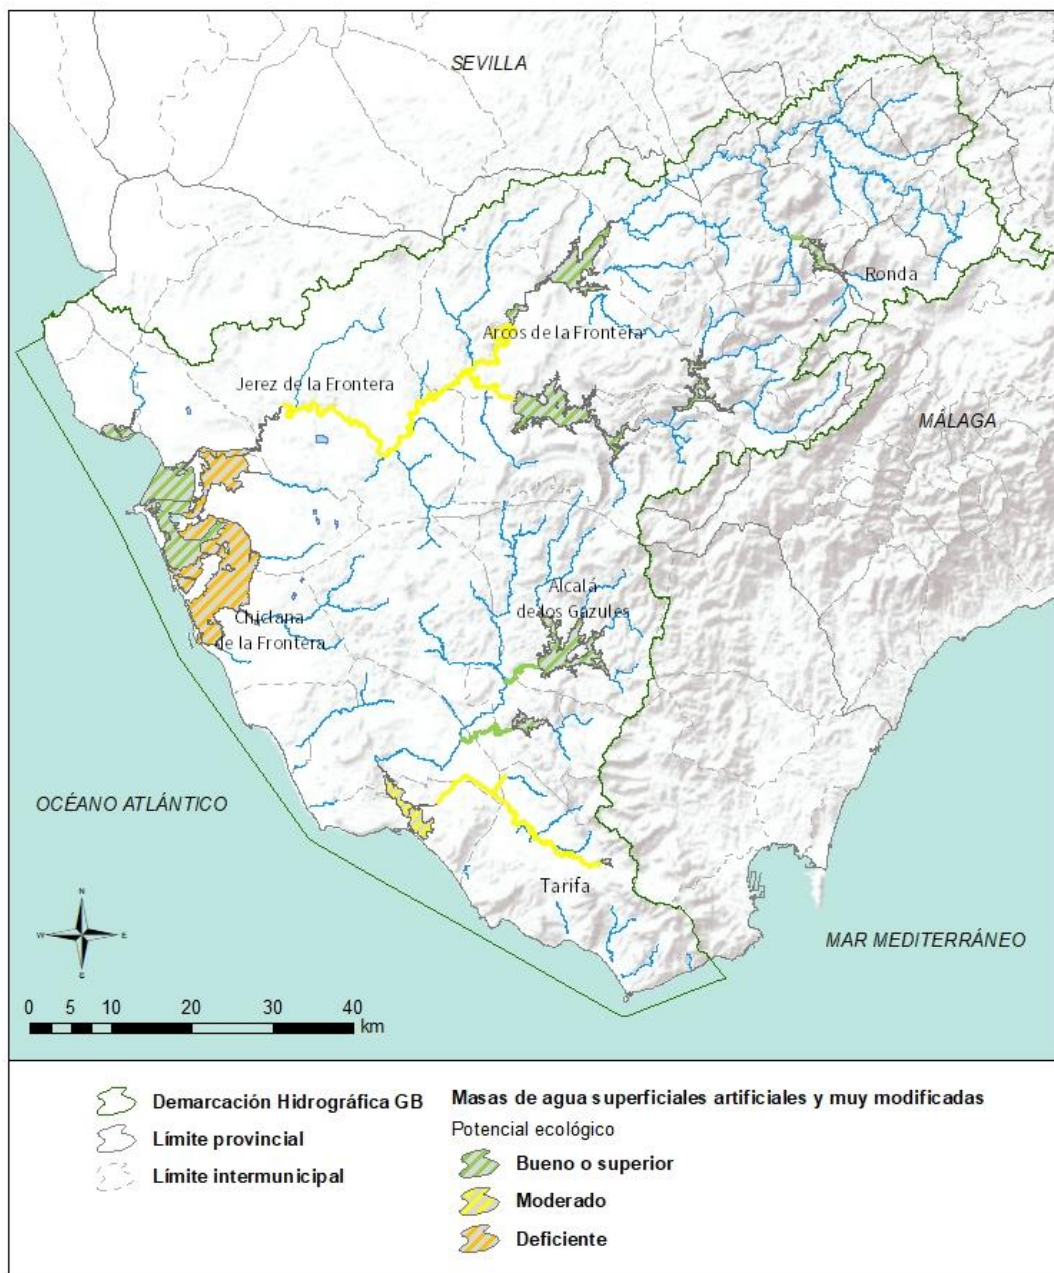 SEVILLA
Ronda
Arcos de la Frontera
Jerez de la Frontera
MÁLAGA
Alcalá
de los Gazules
Chiclana
de la Frontera
OCÉANO ATLÁNTICO
Tarifa
MAR MEDITERRÁNEO
N
W E
S
0 5 10 20 30 40
km
Demarcación Hidrográfica GB
Límite provincial
Límite intermunicipal
Masas de agua superficiales artificiales y muy modificadas
Potencial ecológico
Bueno o superior
Moderado
Deficiente